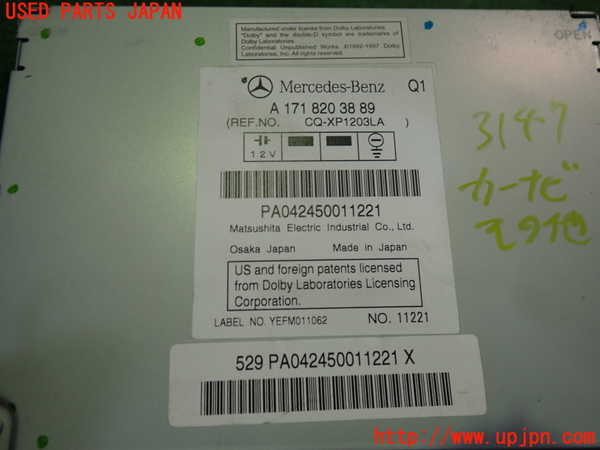 USED PARTS JAPAN
Manufactured under license from Dolby Laboratories.
"Dolby" and the double-D symbol are trademarks of
Dolby Laboratories.
Confidential Unpublished Works. ©1992-1997 Dolby
Laboratories, Inc. All rights reserved.
OPEN
Mercedes-Benz Q1
A 171 820 38 89
(REF.NO. CQ-XP1203LA )
1.2 V
3147
カーナビ
その他
PA042450011221
Matsushita Electric Industrial Co., Ltd.
Osaka Japan Made in Japan
US and foreign patents licensed
from Dolby Laboratories Licensing
Corporation.
LABEL NO. YEFM011062 NO. 11221
529 PA042450011221 X
http://www.upjpn.com/